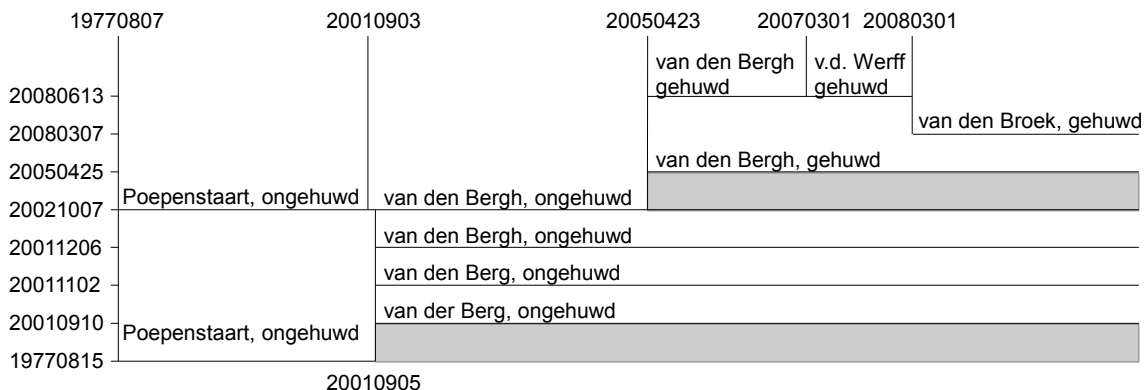 19770807 20010903 20050423 20070301 20080301
van den Bergh v.d. Werff
gehuwd gehuwd
20080613
van den Broek, gehuwd
20080307
van den Bergh, gehuwd
20050425
Poepenstaart, ongehuwd van den Bergh, ongehuwd
20021007
van den Bergh, ongehuwd
20011206
van den Berg, ongehuwd
20011102
van der Berg, ongehuwd
20010910
Poepenstaart, ongehuwd
19770815
20010905